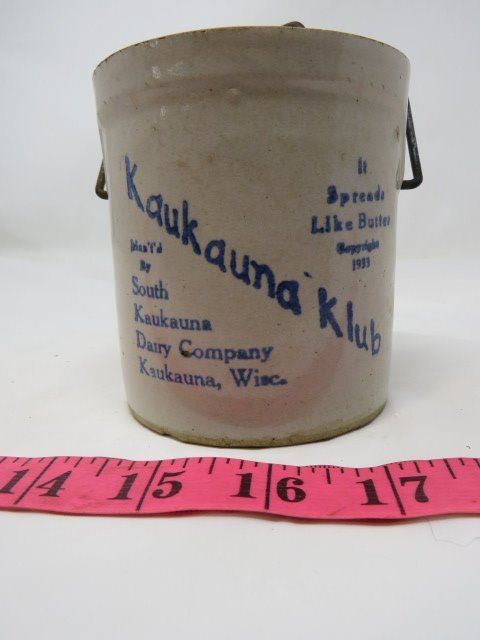 Kaukauna Klub
It
Spreads
Like Butter
Copyright
1933
Man'f'd
By
South
Kaukauna
Dairy Company
Kaukauna, Wisc.
14 15 16 17